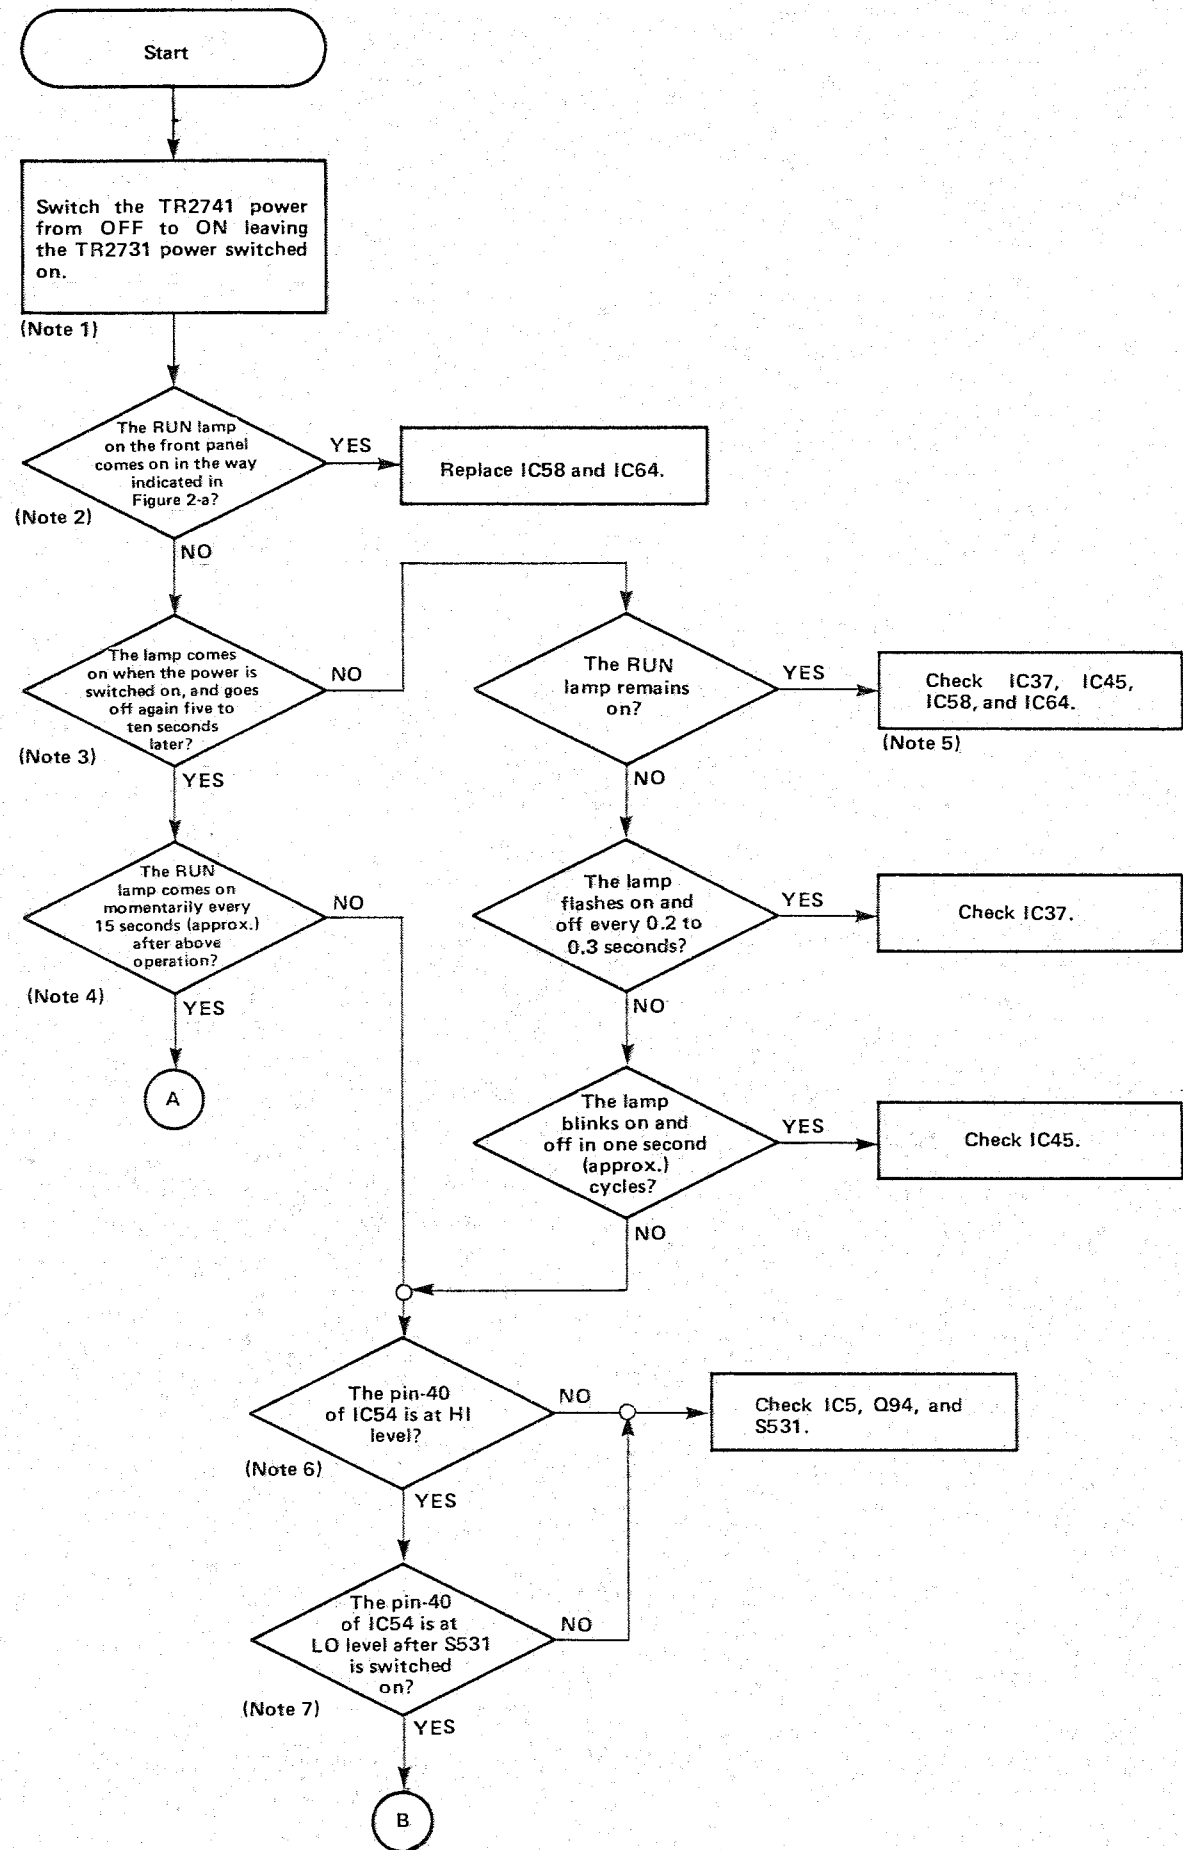 Start
Switch the TR2741 power
from OFF to ON leaving
the TR2731 power switched
on.
(Note 1)
The RUN lamp
on the front panel
comes on in the way
indicated in
Figure 2-a?
YES
Replace IC58 and IC64.
(Note 2)
NO
The lamp comes
on when the power is
switched on, and goes
off again five to
ten seconds
later?
NO
(Note 3)
YES
The RUN
lamp remains
on?
YES
Check IC37, IC45,
IC58, and IC64.
(Note 5)
NO
The RUN
lamp comes on
momentarily every
15 seconds (approx.)
after above
operation?
NO
(Note 4)
YES
A
The lamp
flashes on and
off every 0.2 to
0.3 seconds?
YES
Check IC37.
NO
The lamp
blinks on and
off in one second
(approx.)
cycles?
YES
Check IC45.
NO
The pin-40
of IC54 is at HI
level?
NO
Check IC5, Q94, and
S531.
(Note 6)
YES
The pin-40
of IC54 is at
LO level after S531
is switched
on?
NO
(Note 7)
YES
B